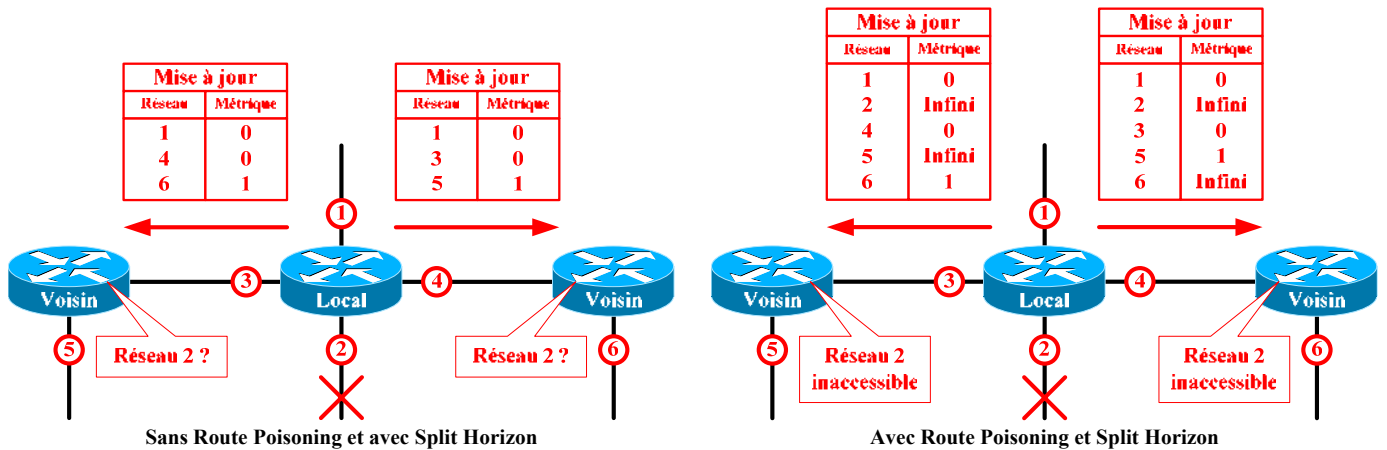 Mise à jour
Réseau Métrique
1 0
4 0
6 1
Mise à jour
Réseau Métrique
1 0
3 0
5 1
1
3
4
Voisin
Local
Voisin
5
Réseau 2 ?
2
Réseau 2 ?
6
Sans Route Poisoning et avec Split Horizon
Mise à jour
Réseau Métrique
1 0
2 Infini
4 0
5 Infini
6 1
Mise à jour
Réseau Métrique
1 0
2 Infini
3 0
5 1
6 Infini
1
3
4
Voisin
Local
Voisin
5
Réseau 2
inaccessible
2
Réseau 2
inaccessible
6
Avec Route Poisoning et Split Horizon